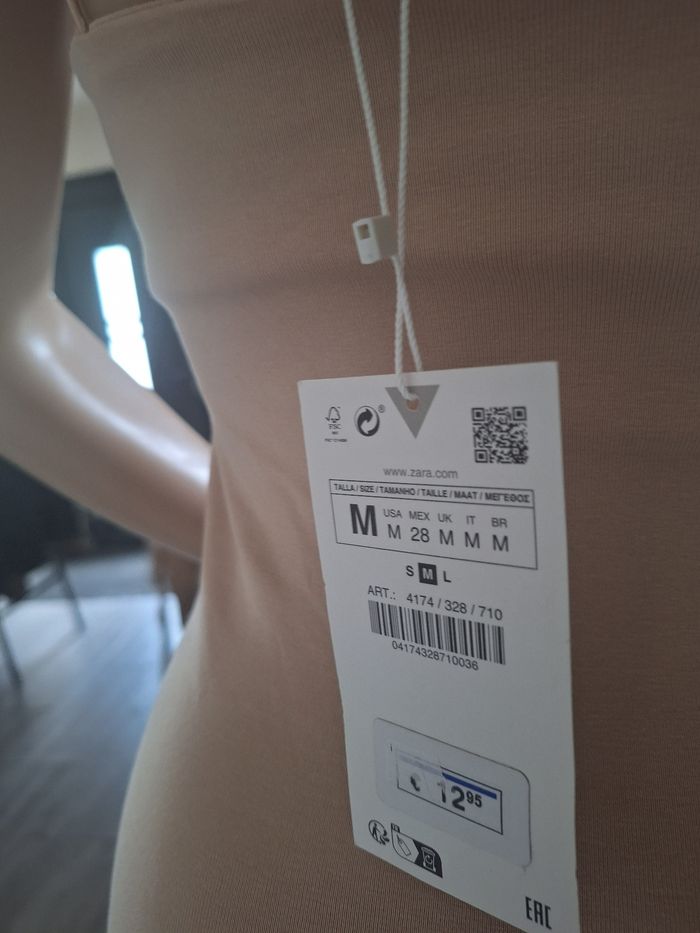 FSC
www.zara.com
TALLA / SIZE / TAMANHO / TAILLE / MAAT / ΜΕΓΕΘΟΣ
M
USA MEX UK IT BR
M 28 M M M
S M L
ART.: 4174 / 328 / 710
04174328710036
€ 12 95
EAC